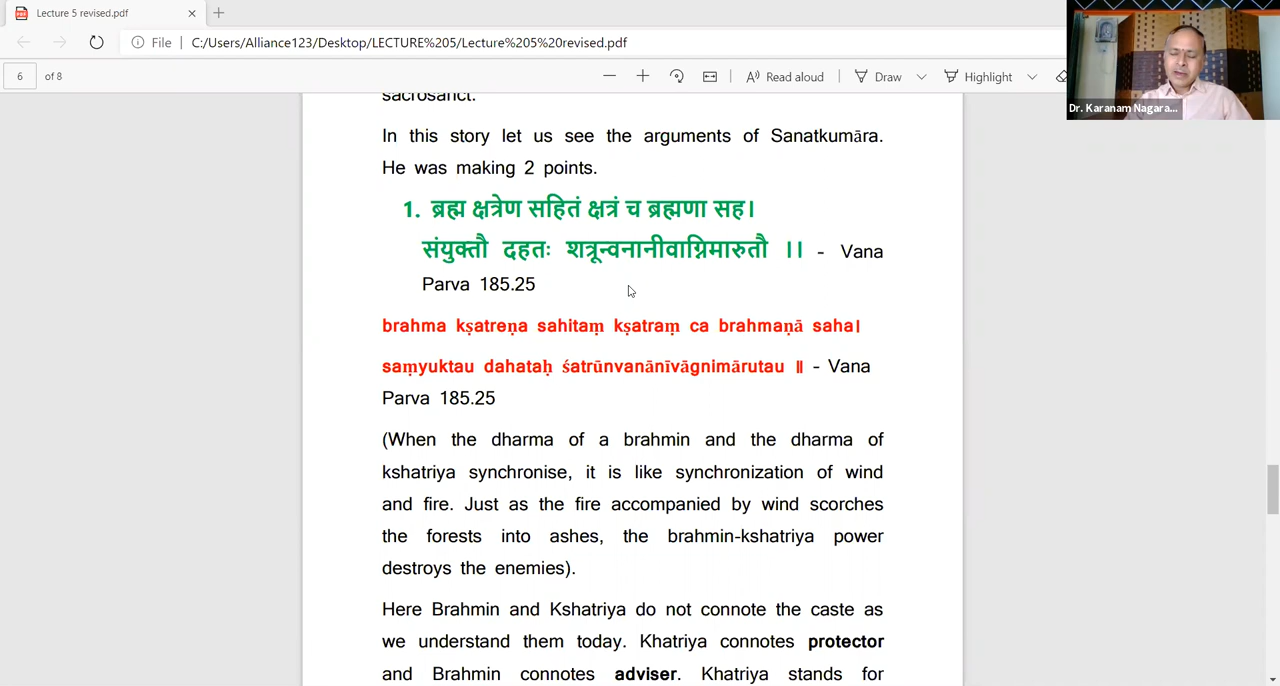 Lecture 5 revised.pdf
File | C:/Users/Alliance123/Desktop/LECTURE%205/Lecture%205%20revised.pdf
6 of 8
Read aloud
Draw
Highlight
Dr. Karanam Nagara...
sacrosanct.
In this story let us see the arguments of Sanatkumāra.
He was making 2 points.
1. ब्रह्म क्षत्रेण सहितं क्षत्रं च ब्रह्मणा सह।
संयुक्तौ दहतः शत्रून्वनानीवाग्निमारुतौ ।। - Vana
Parva 185.25
brahma kṣatreṇa sahitaṃ kṣatraṃ ca brahmaṇā saha।
saṃyuktau dahataḥ śatrūnvanānīvāgnimārutau ॥ - Vana
Parva 185.25
(When the dharma of a brahmin and the dharma of
kshatriya synchronise, it is like synchronization of wind
and fire. Just as the fire accompanied by wind scorches
the forests into ashes, the brahmin-kshatriya power
destroys the enemies).
Here Brahmin and Kshatriya do not connote the caste as
we understand them today. Khatriya connotes protector
and Brahmin connotes adviser. Khatriya stands for